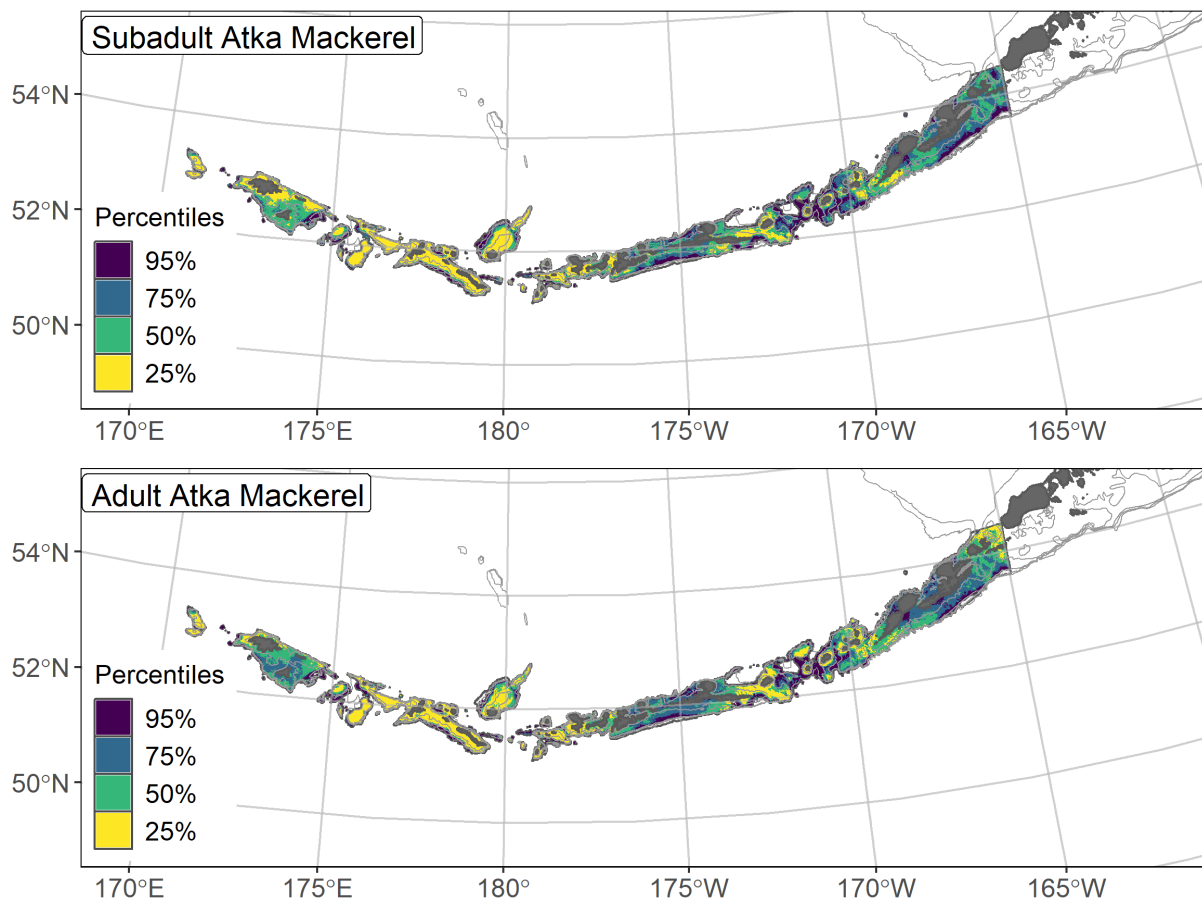 Subadult Atka Mackerel
54°N
52°N
50°N
Percentiles
95%
75%
50%
25%
170°E 175°E 180° 175°W 170°W 165°W
Adult Atka Mackerel
54°N
52°N
50°N
Percentiles
95%
75%
50%
25%
170°E 175°E 180° 175°W 170°W 165°W